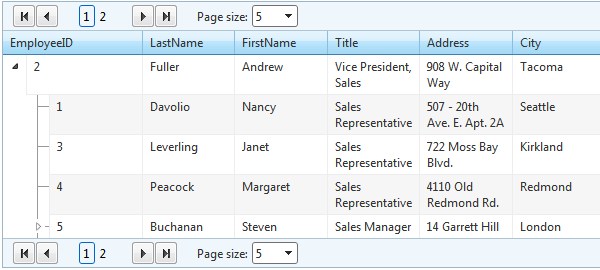 1 2 Page size: 5
EmployeeID LastName FirstName Title Address City
2 Fuller Andrew Vice President, 908 W. Capital Tacoma
Sales Way
1 Davolio Nancy Sales 507 - 20th Seattle
Representative Ave. E. Apt. 2A
3 Leverling Janet Sales 722 Moss Bay Kirkland
Representative Blvd.
4 Peacock Margaret Sales 4110 Old Redmond
Representative Redmond Rd.
5 Buchanan Steven Sales Manager 14 Garrett Hill London
1 2 Page size: 5